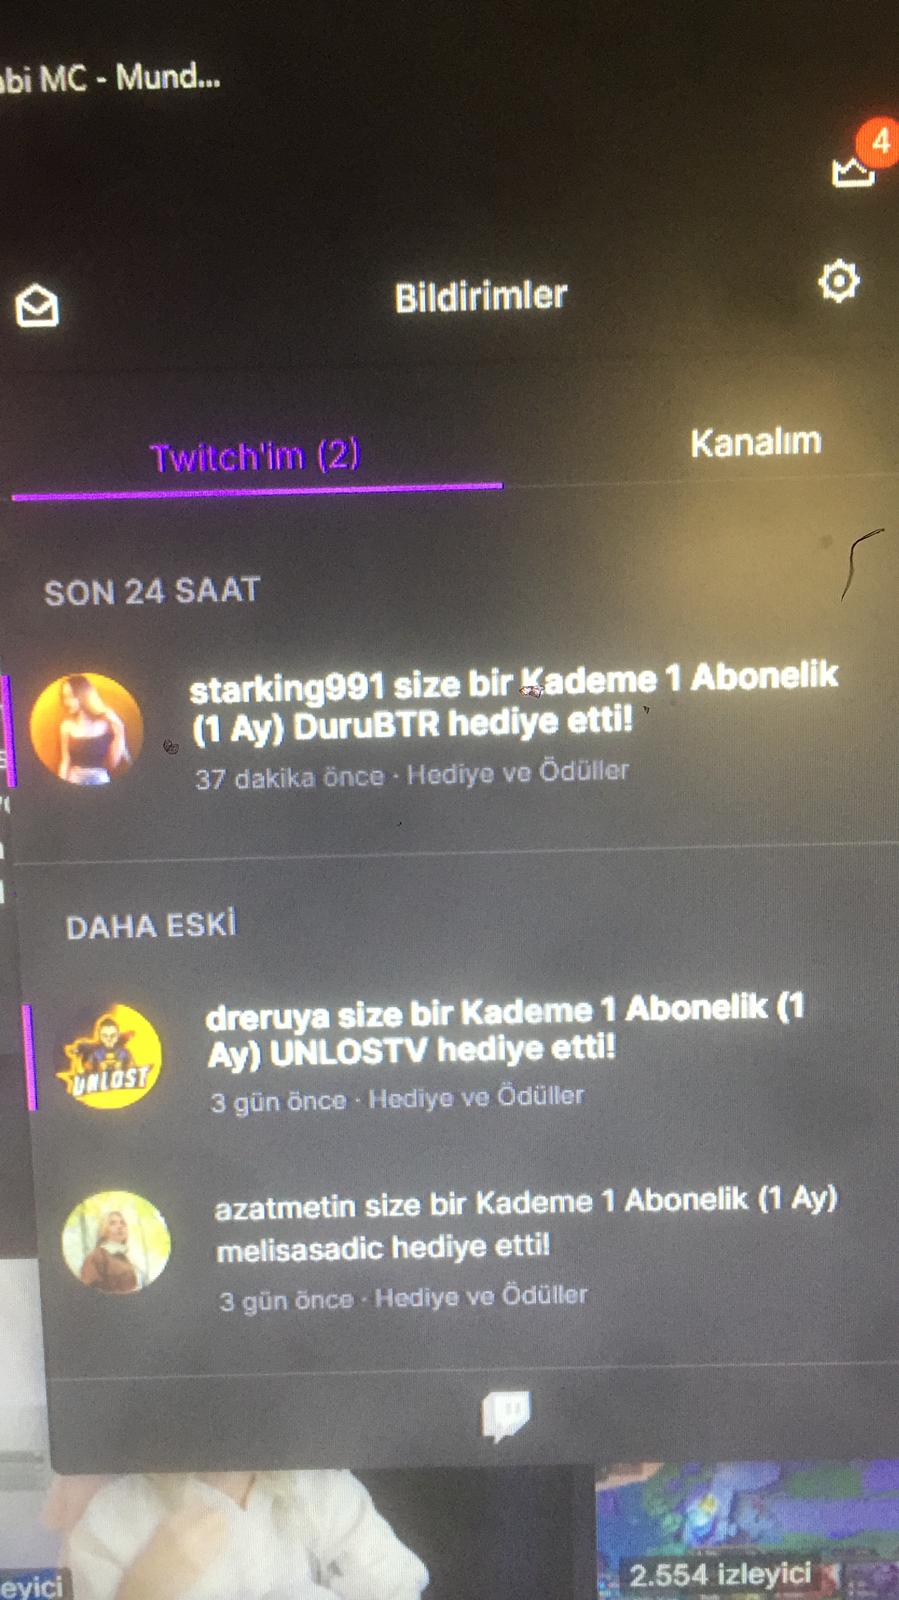 abi MC - Mund...
4
Bildirimler
Twitch'im (2)
Kanalım
SON 24 SAAT
starking991 size bir Kademe 1 Abonelik
(1 Ay) DuruBTR hediye etti!
37 dakika önce · Hediye ve Ödüller
DAHA ESKİ
dreruya size bir Kademe 1 Abonelik (1
Ay) UNLOSTV hediye etti!
UNLOST
3 gün önce · Hediye ve Ödüller
azatmetin size bir Kademe 1 Abonelik (1 Ay)
melisasadic hediye etti!
3 gün önce · Hediye ve Ödüller
eyici
2.554 izleyici